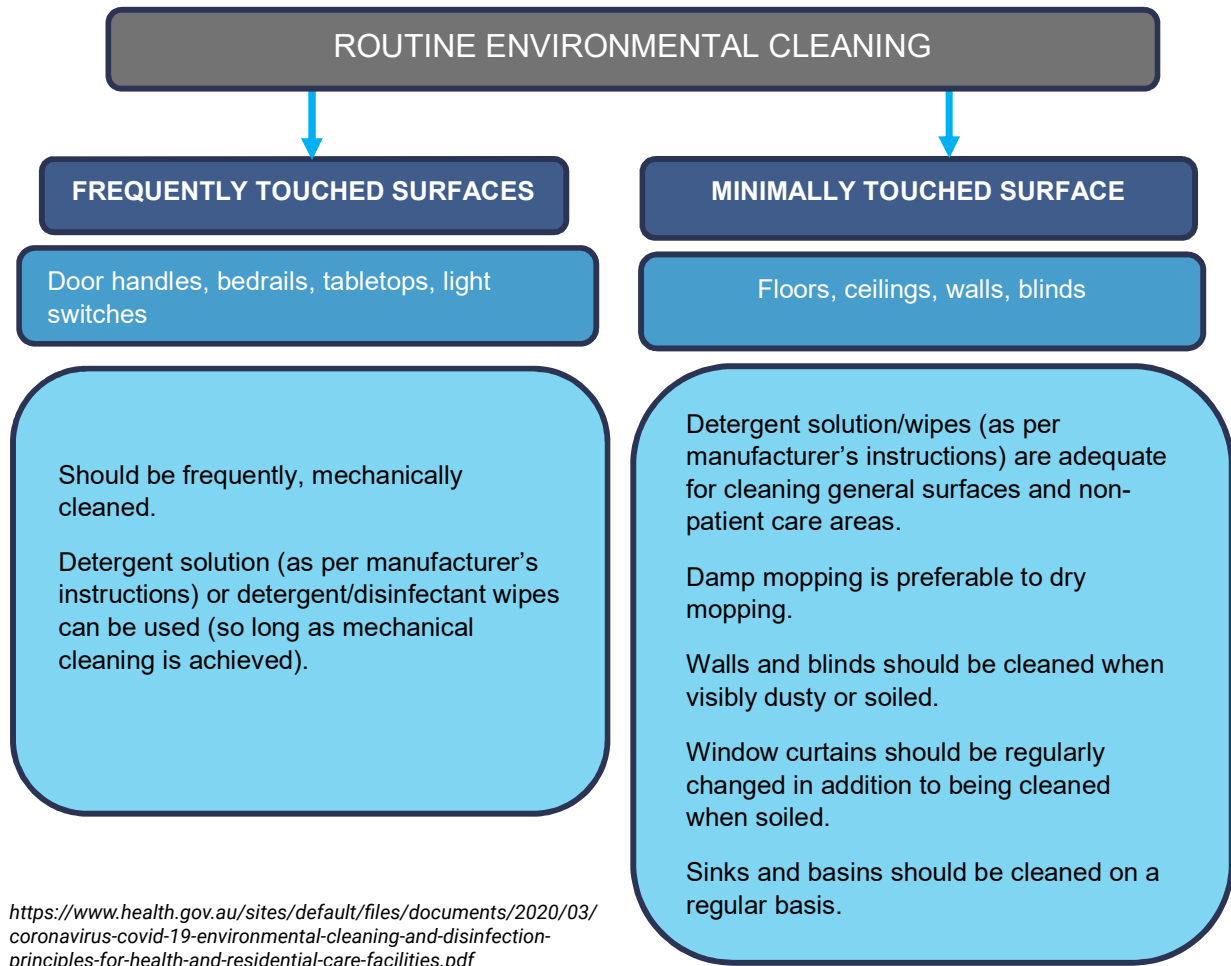 ROUTINE ENVIRONMENTAL CLEANING
FREQUENTLY TOUCHED SURFACES
Door handles, bedrails, tabletops, light
switches
Should be frequently, mechanically
cleaned.
Detergent solution (as per manufacturer’s
instructions) or detergent/disinfectant wipes
can be used (so long as mechanical
cleaning is achieved).
MINIMALLY TOUCHED SURFACE
Floors, ceilings, walls, blinds
Detergent solution/wipes (as per
manufacturer’s instructions) are adequate
for cleaning general surfaces and non-
patient care areas.
Damp mopping is preferable to dry
mopping.
Walls and blinds should be cleaned when
visibly dusty or soiled.
Window curtains should be regularly
changed in addition to being cleaned
when soiled.
Sinks and basins should be cleaned on a
regular basis.
https://www.health.gov.au/sites/default/files/documents/2020/03/
coronavirus-covid-19-environmental-cleaning-and-disinfection-
principles-for-health-and-residential-care-facilities.pdf